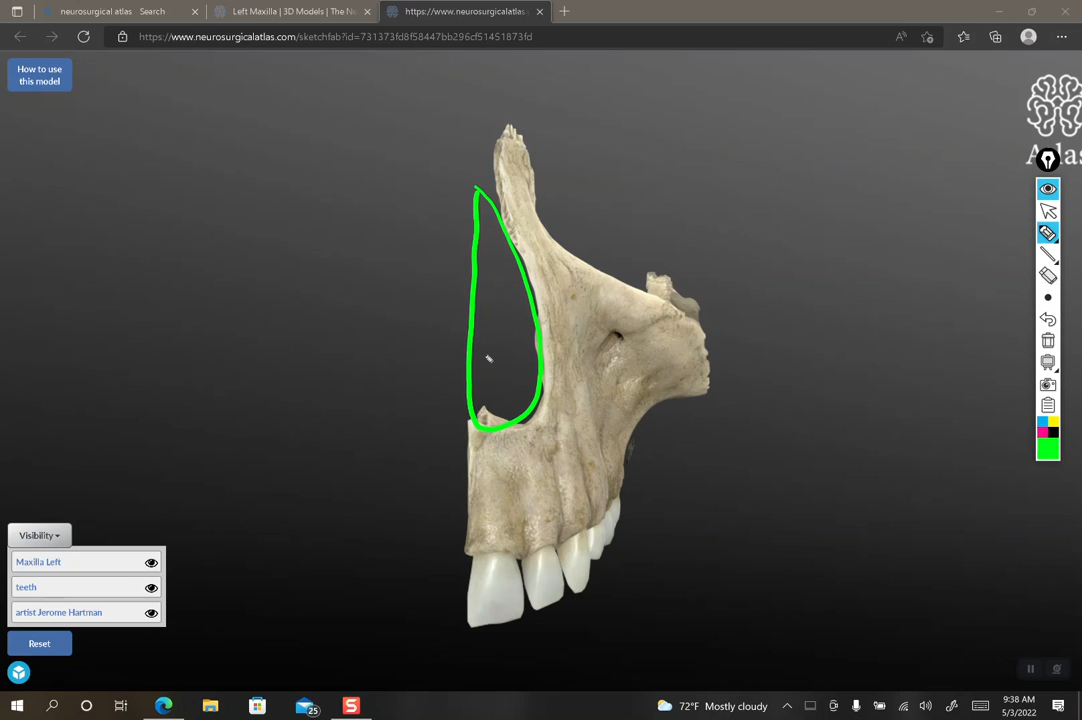 neurosurgical atlas Search
Left Maxilla | 3D Models | The Ne
https://www.neurosurgicalatlas.
https://www.neurosurgicalatlas.com/sketchfab?id=731373fd8f58447bb296cf51451873fd
How to use
this model
Visibility
Maxilla Left
teeth
artist Jerome Hartman
Reset
25
S
72°F Mostly cloudy
9:38 AM
5/3/2022